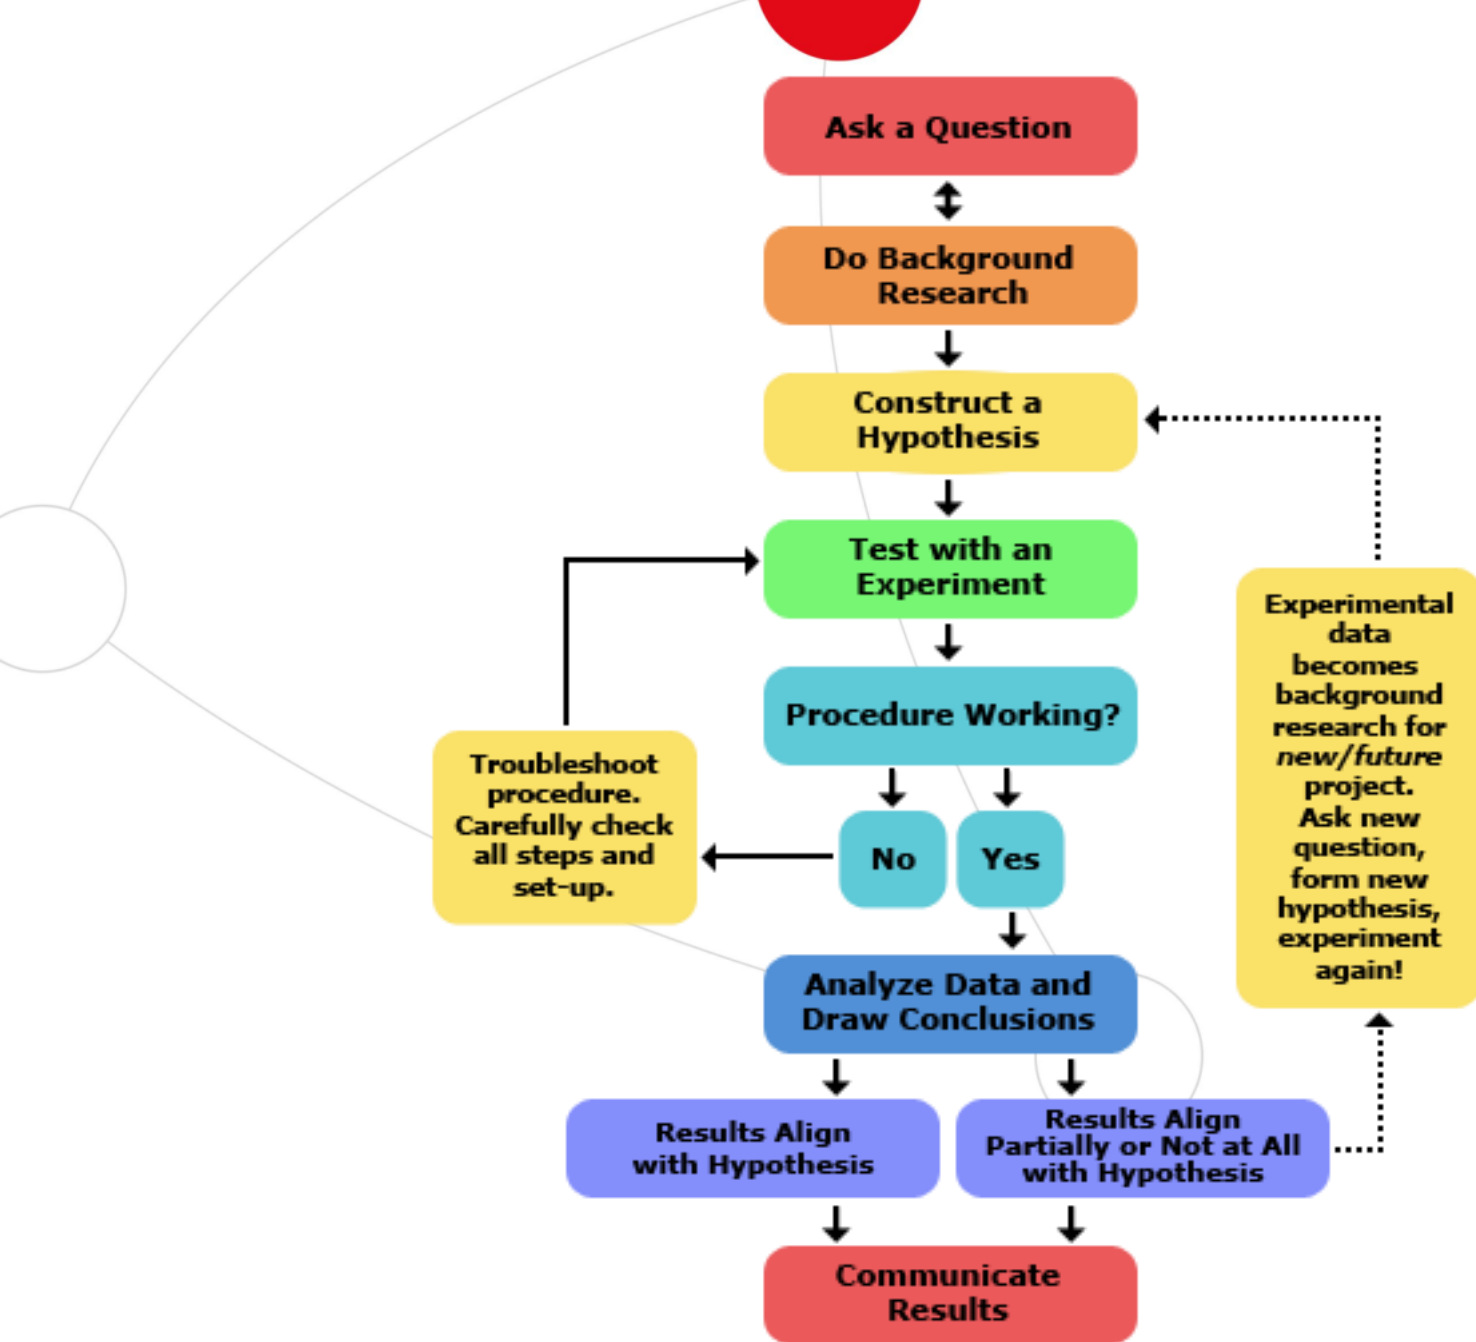 Ask a Question
Do Background
Research
Construct a
Hypothesis
Test with an
Experiment
Procedure Working?
No
Yes
Troubleshoot
procedure.
Carefully check
all steps and
set-up.
Analyze Data and
Draw Conclusions
Results Align
with Hypothesis
Results Align
Partially or Not at All
with Hypothesis
Experimental
data
becomes
background
research for
new/future
project.
Ask new
question,
form new
hypothesis,
experiment
again!
Communicate
Results